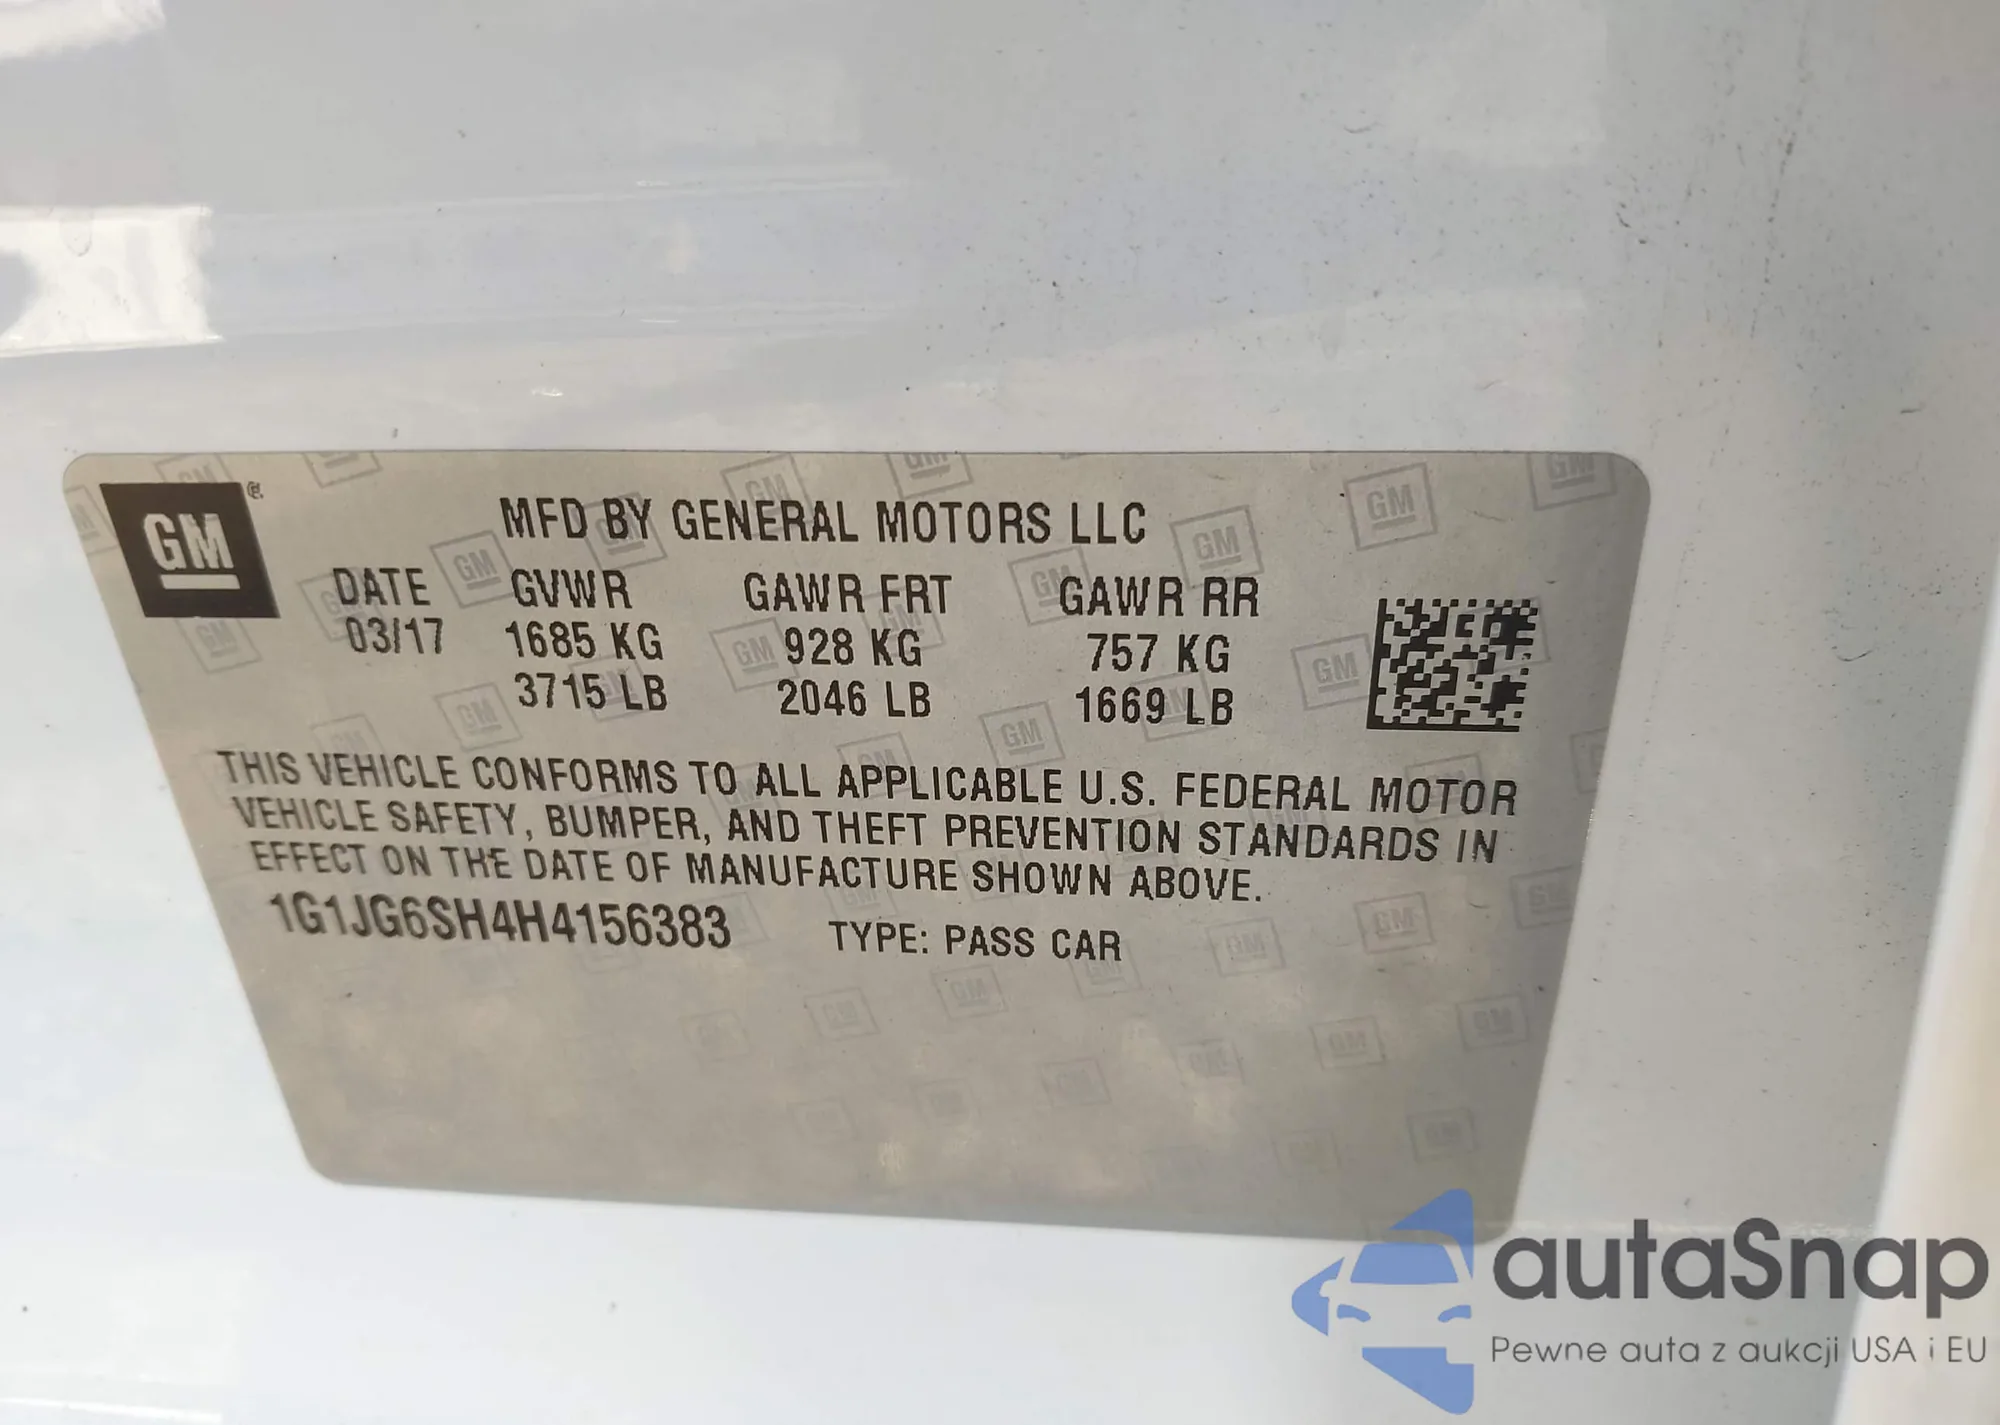 GM
MFD BY GENERAL MOTORS LLC
DATE GVWR GAWR FRT GAWR RR
03/17 1685 KG 928 KG 757 KG
3715 LB 2046 LB 1669 LB
THIS VEHICLE CONFORMS TO ALL APPLICABLE U.S. FEDERAL MOTOR
VEHICLE SAFETY, BUMPER, AND THEFT PREVENTION STANDARDS IN
EFFECT ON THE DATE OF MANUFACTURE SHOWN ABOVE.
1G1JG6SH4H4156383 TYPE: PASS CAR
autaSnap
Pewne auta z aukcji USA i EU